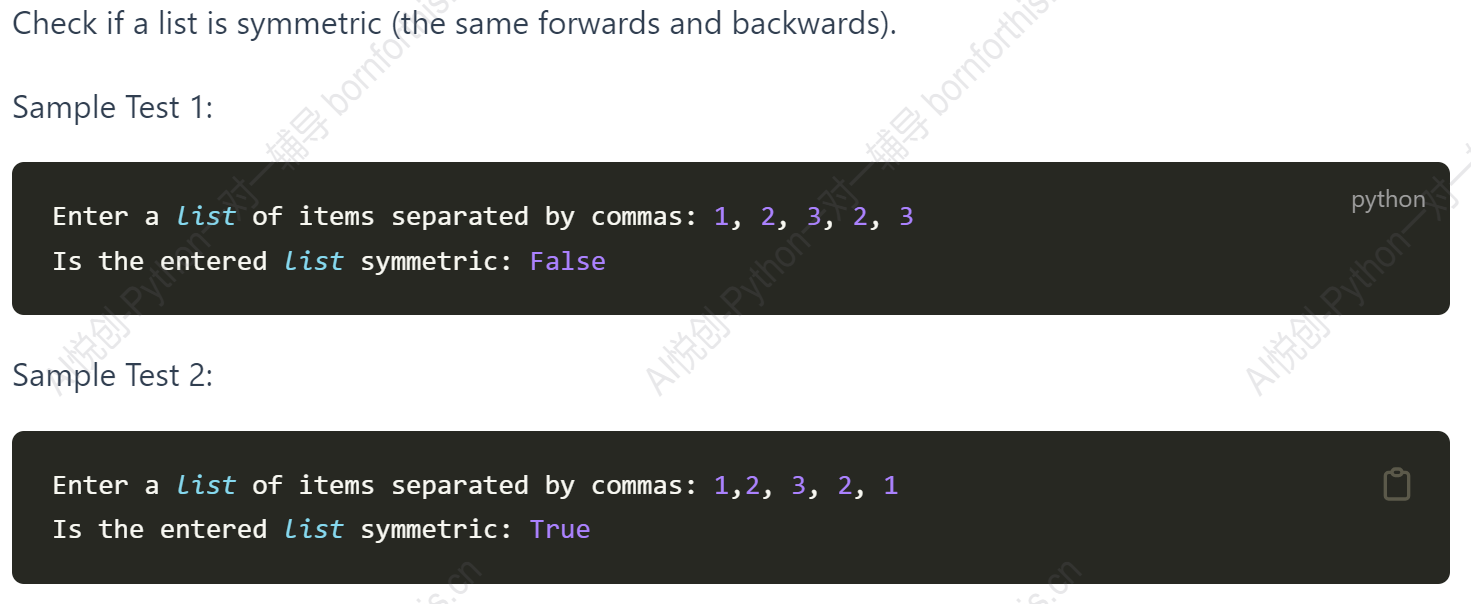 Check if a list is symmetric (the same forwards and backwards).
Sample Test 1:
python
Enter a list of items separated by commas: 1, 2, 3, 2, 3
Is the entered list symmetric: False
Sample Test 2:
Enter a list of items separated by commas: 1,2, 3, 2, 1
Is the entered list symmetric: True
AI悦创-Python一对一辅导 bornforthis.
AI悦创-Python一对一辅导 bornforthis.
AI悦创-Python一对一
is.cn
is.cn